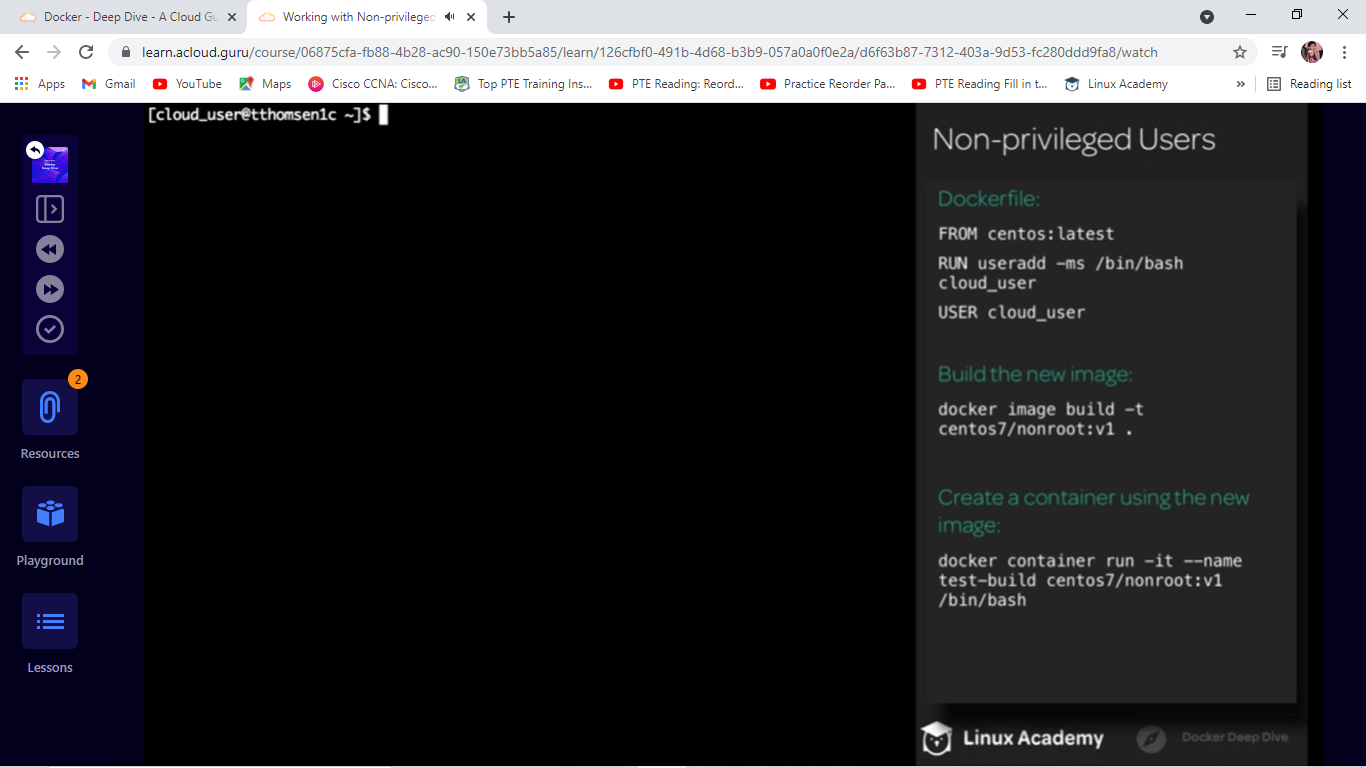 Docker - Deep Dive - A Cloud Gu
Working with Non-privileged
learn.acloud.guru/course/06875cfa-fb88-4b28-ac90-150e73bb5a85/learn/126cfbf0-491b-4d68-b3b9-057a0a0f0e2a/d6f63b87-7312-403a-9d53-fc280ddd9fa8/watch
Apps Gmail YouTube Maps Cisco CCNA: Cisco... Top PTE Training Ins... PTE Reading: Reord... Practice Reorder Pa... PTE Reading Fill in t... Linux Academy » Reading list
[cloud_user@tthomsen1c ~]$
2
Resources
Playground
Lessons
Non-privileged Users
Dockerfile:
FROM centos:latest
RUN useradd -ms /bin/bash
cloud_user
USER cloud_user
Build the new image:
docker image build -t
centos7/nonroot:v1 .
Create a container using the new
image:
docker container run -it --name
test-build centos7/nonroot:v1
/bin/bash
Linux Academy
Docker Deep Dive